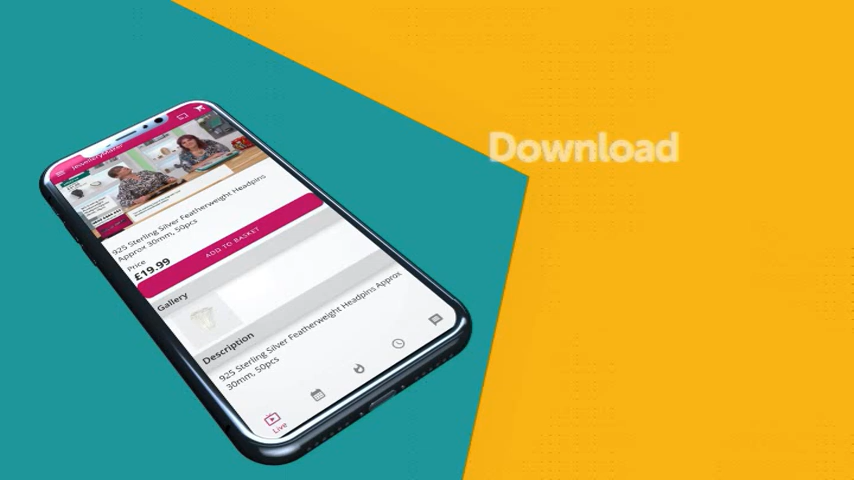 Download
JewelleryMaker
925 Sterling Silver Featherweight Headpins
Approx 30mm, 50pcs
Price
£19.99
ADD TO BASKET
Gallery
Description
925 Sterling Silver Featherweight Headpins Approx
30mm, 50pcs
Live